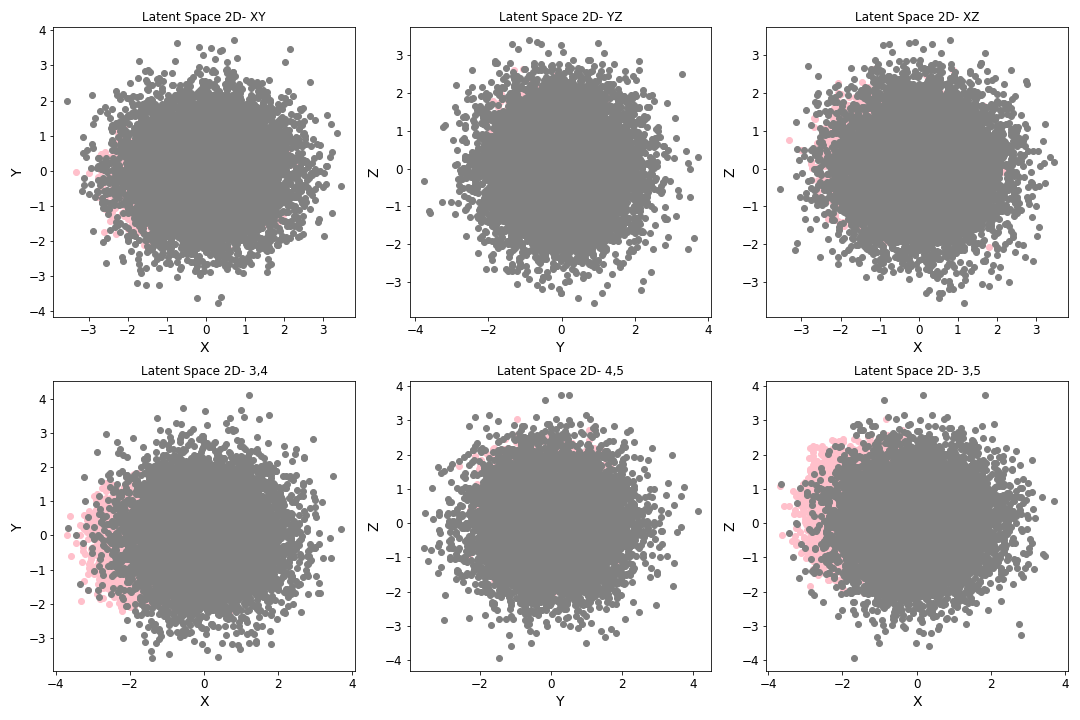 Latent Space 2D- XY
Latent Space 2D- YZ
Latent Space 2D- XZ
4
3
2
1
0
−1
−2
−3
−4
Y
−3 −2 −1 0 1 2 3
X
3
2
1
0
−1
−2
−3
Z
−4 −2 0 2 4
Y
3
2
1
0
−1
−2
−3
Z
−3 −2 −1 0 1 2 3
X
Latent Space 2D- 3,4
Latent Space 2D- 4,5
Latent Space 2D- 3,5
4
3
2
1
0
−1
−2
−3
Y
−4 −2 0 2 4
X
4
3
2
1
0
−1
−2
−3
−4
Z
−2 0 2 4
Y
4
3
2
1
0
−1
−2
−3
−4
Z
−4 −2 0 2 4
X